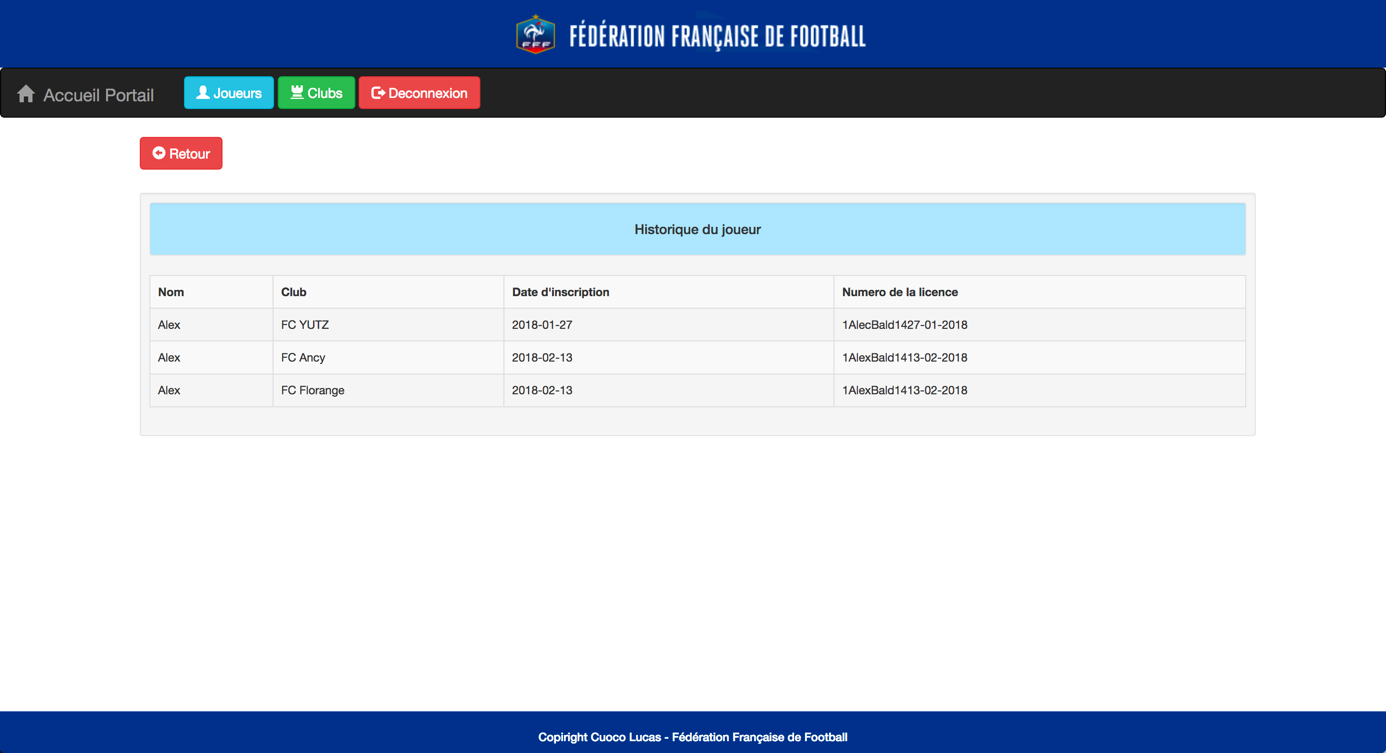 FFF FÉDÉRATION FRANÇAISE DE FOOTBALL
Accueil Portail Joueurs Clubs Deconnexion
Retour
Historique du joueur
Nom Club Date d'inscription Numero de la licence
Alex FC YUTZ 2018-01-27 1AlecBald1427-01-2018
Alex FC Ancy 2018-02-13 1AlexBald1413-02-2018
Alex FC Florange 2018-02-13 1AlexBald1413-02-2018
Copiright Cuoco Lucas - Fédération Française de Football